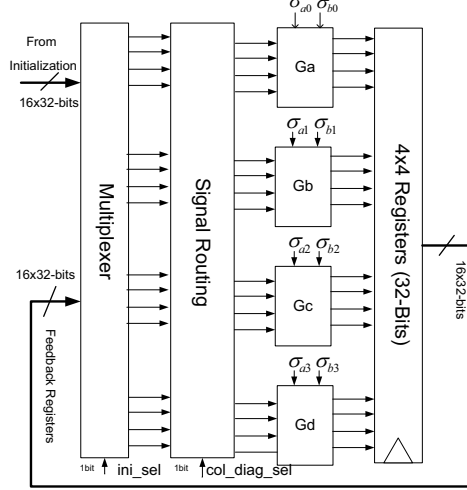 σa0 σb0
From
Initialization
16x32-bits
Ga
σa1 σb1
Gb
Multiplexer
Signal Routing
4x4 Registers (32-Bits)
σa2 σb2
16x32-bits
Gc
16x32-bits
Feedback Registers
σa3 σb3
Gd
1bit ini_sel
1bit col_diag_sel